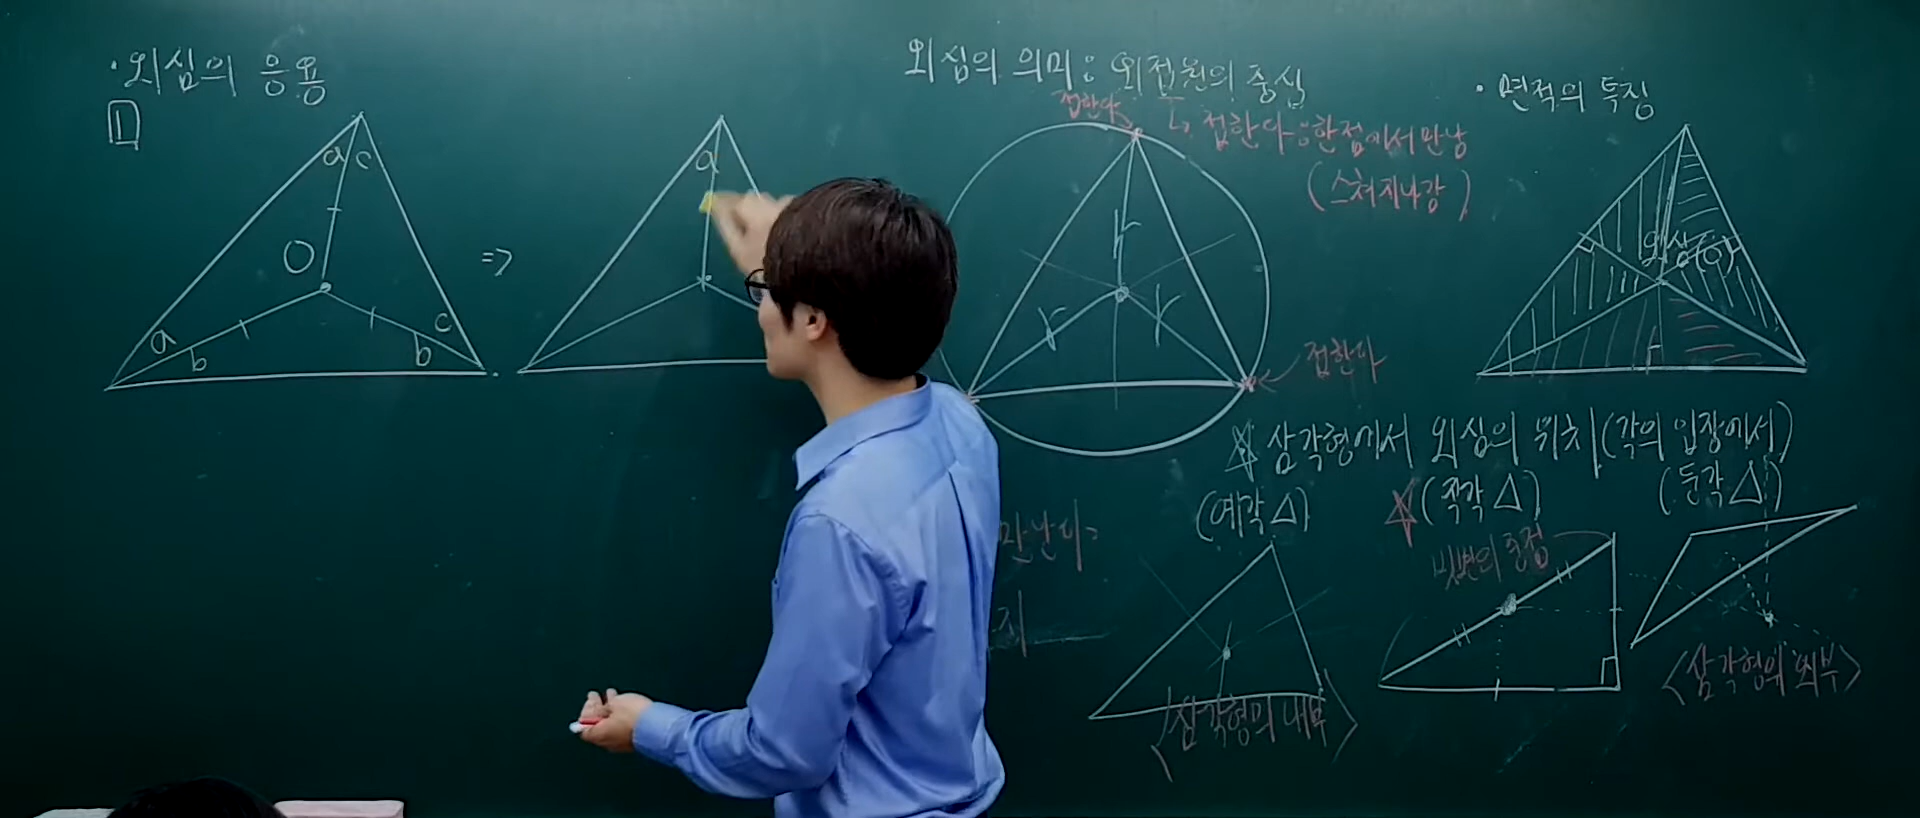 · 외심의 응용
1
a c
O
a
b
c
b
=>
a
외심의 의미 : 외접원의 중심
접한다
↳ 접한다 : 한점에서 만남
(스쳐지나감)
r
r
r
접한다
· 면적의 특징
외심(O)
☆ 삼각형에서 외심의 위치 (각의 입장에서)
(예각△)
☆(직각△)
(둔각△)
만난다
빗변의 중점
<삼각형의 내부>
<삼각형의 외부>